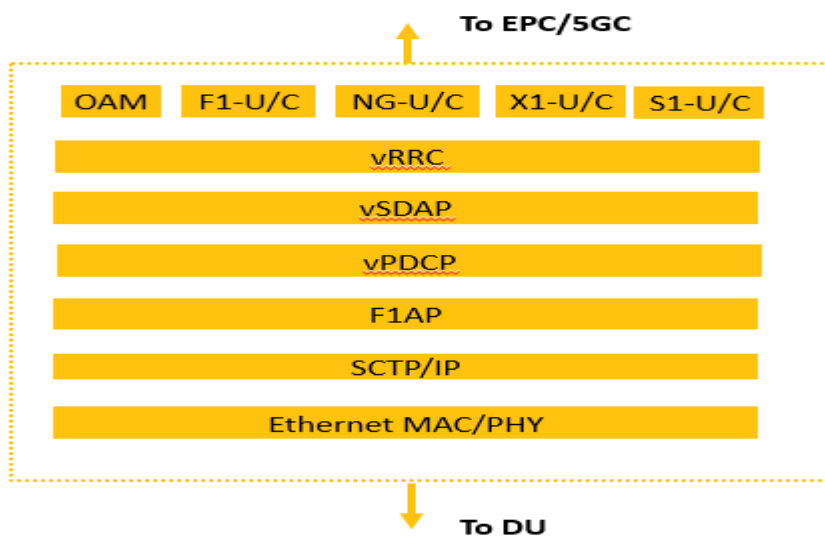 To EPC/5GC
OAM F1-U/C NG-U/C X1-U/C S1-U/C
vRRC
vSDAP
vPDCP
F1AP
SCTP/IP
Ethernet MAC/PHY
To DU